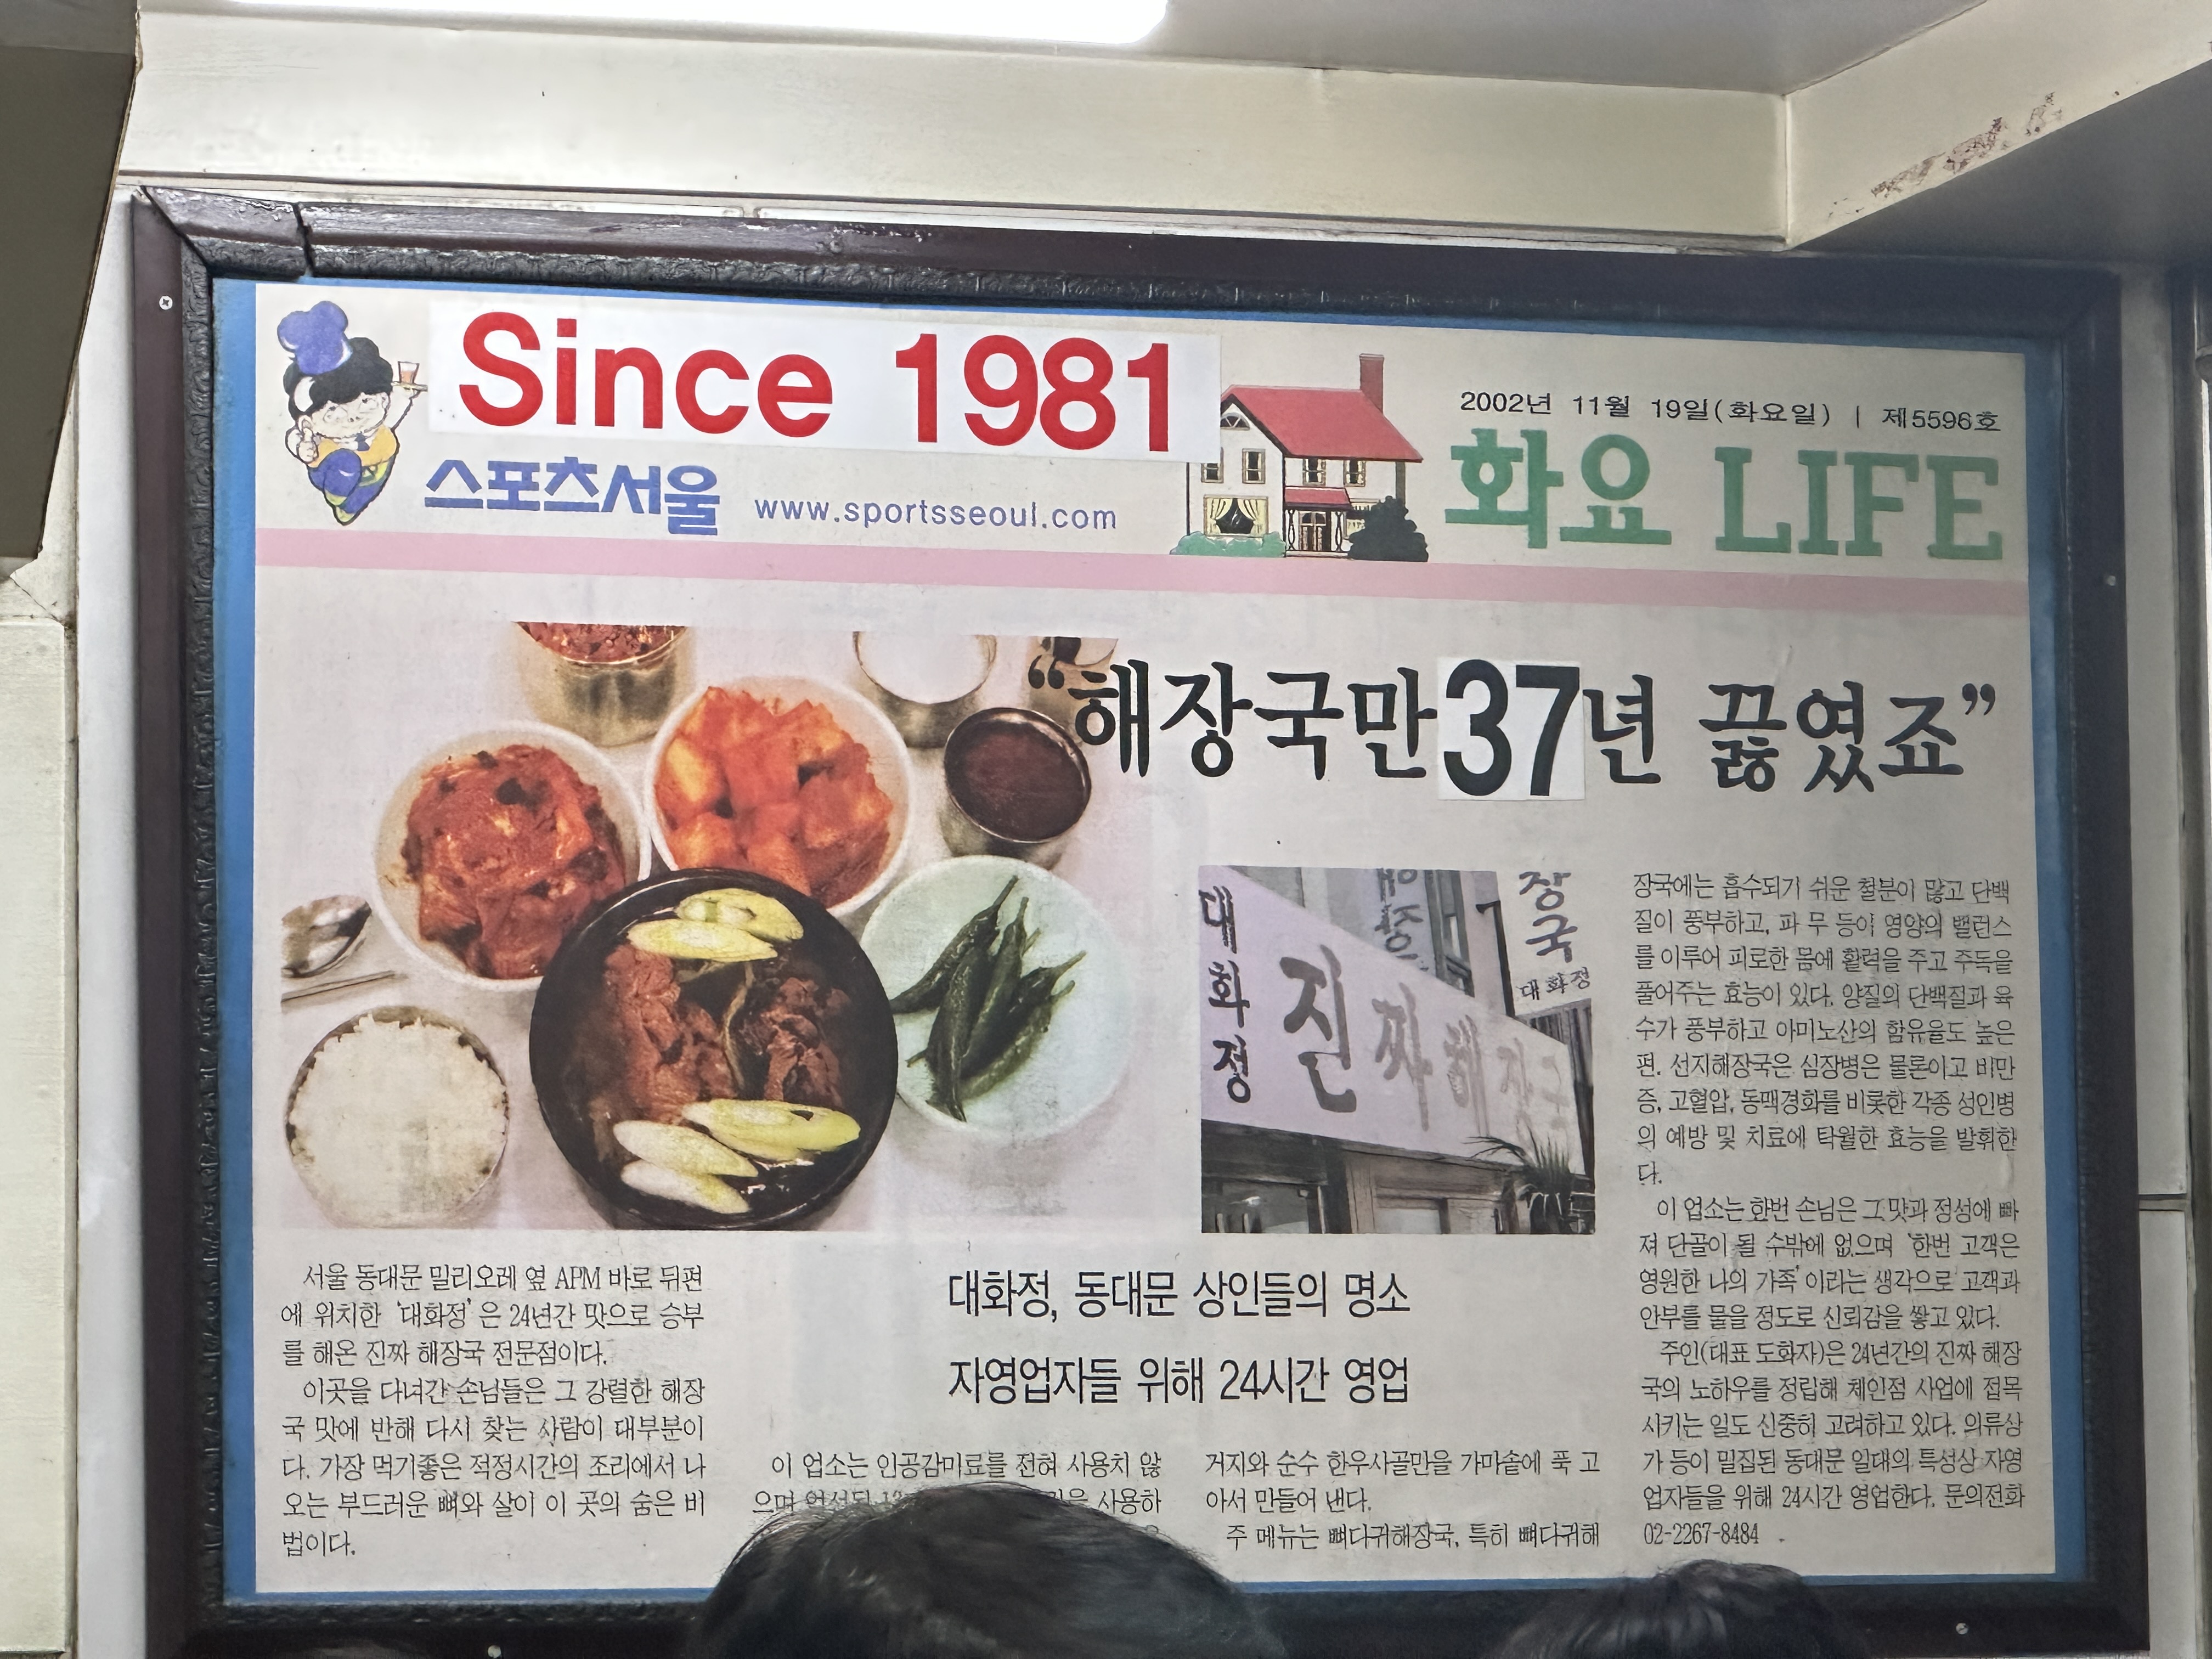 Since 1981
스포츠서울 www.sportsseoul.com
2002년 11월 19일(화요일) | 제5596호
화요 LIFE
“해장국만37년 끓였죠”
대화정
진짜해장국
장국
대화정
서울 동대문 밀리오레 옆 APM 바로 뒤편
에 위치한 ‘대화정’은 24년간 맛으로 승부
를 해온 진짜 해장국 전문점이다.
이곳을 다녀간 손님들은 그 강렬한 해장
국 맛에 반해 다시 찾는 사람이 대부분이
다. 가장 먹기좋은 적정시간의 조리에서 나
오는 부드러운 뼈와 살이 이 곳의 숨은 비
법이다.
대화정, 동대문 상인들의 명소
자영업자들 위해 24시간 영업
이 업소는 인공감미료를 전혀 사용치 않
으며 사용하
거지와 순수 한우사골만을 가마솥에 푹 고
아서 만들어 낸다.
주 메뉴는 뼈다귀해장국, 특히 뼈다귀해
장국에는 흡수되기 쉬운 철분이 많고 단백
질이 풍부하고, 파 무 등이 영양의 밸런스
를 이루어 피로한 몸에 활력을 주고 주독을
풀어주는 효능이 있다. 양질의 단백질과 육
수가 풍부하고 아미노산의 함유율도 높은
편. 선지해장국은 심장병은 물론이고 비만
증, 고혈압, 동맥경화를 비롯한 각종 성인병
의 예방 및 치료에 탁월한 효능을 발휘한
다.
이 업소는 한번 손님은 그 맛과 정성에 빠
져 단골이 될 수밖에 없으며 ‘한번 고객은
영원한 나의 가족’이라는 생각으로 고객과
안부를 물을 정도로 신뢰감을 쌓고 있다.
주인(대표 도화자)은 24년간의 진짜 해장
국의 노하우를 정립해 체인점 사업에 접목
시키는 일도 신중히 고려하고 있다. 의류상
가 등이 밀집된 동대문 일대의 특성상 자영
업자들을 위해 24시간 영업한다. 문의전화
02-2267-8484